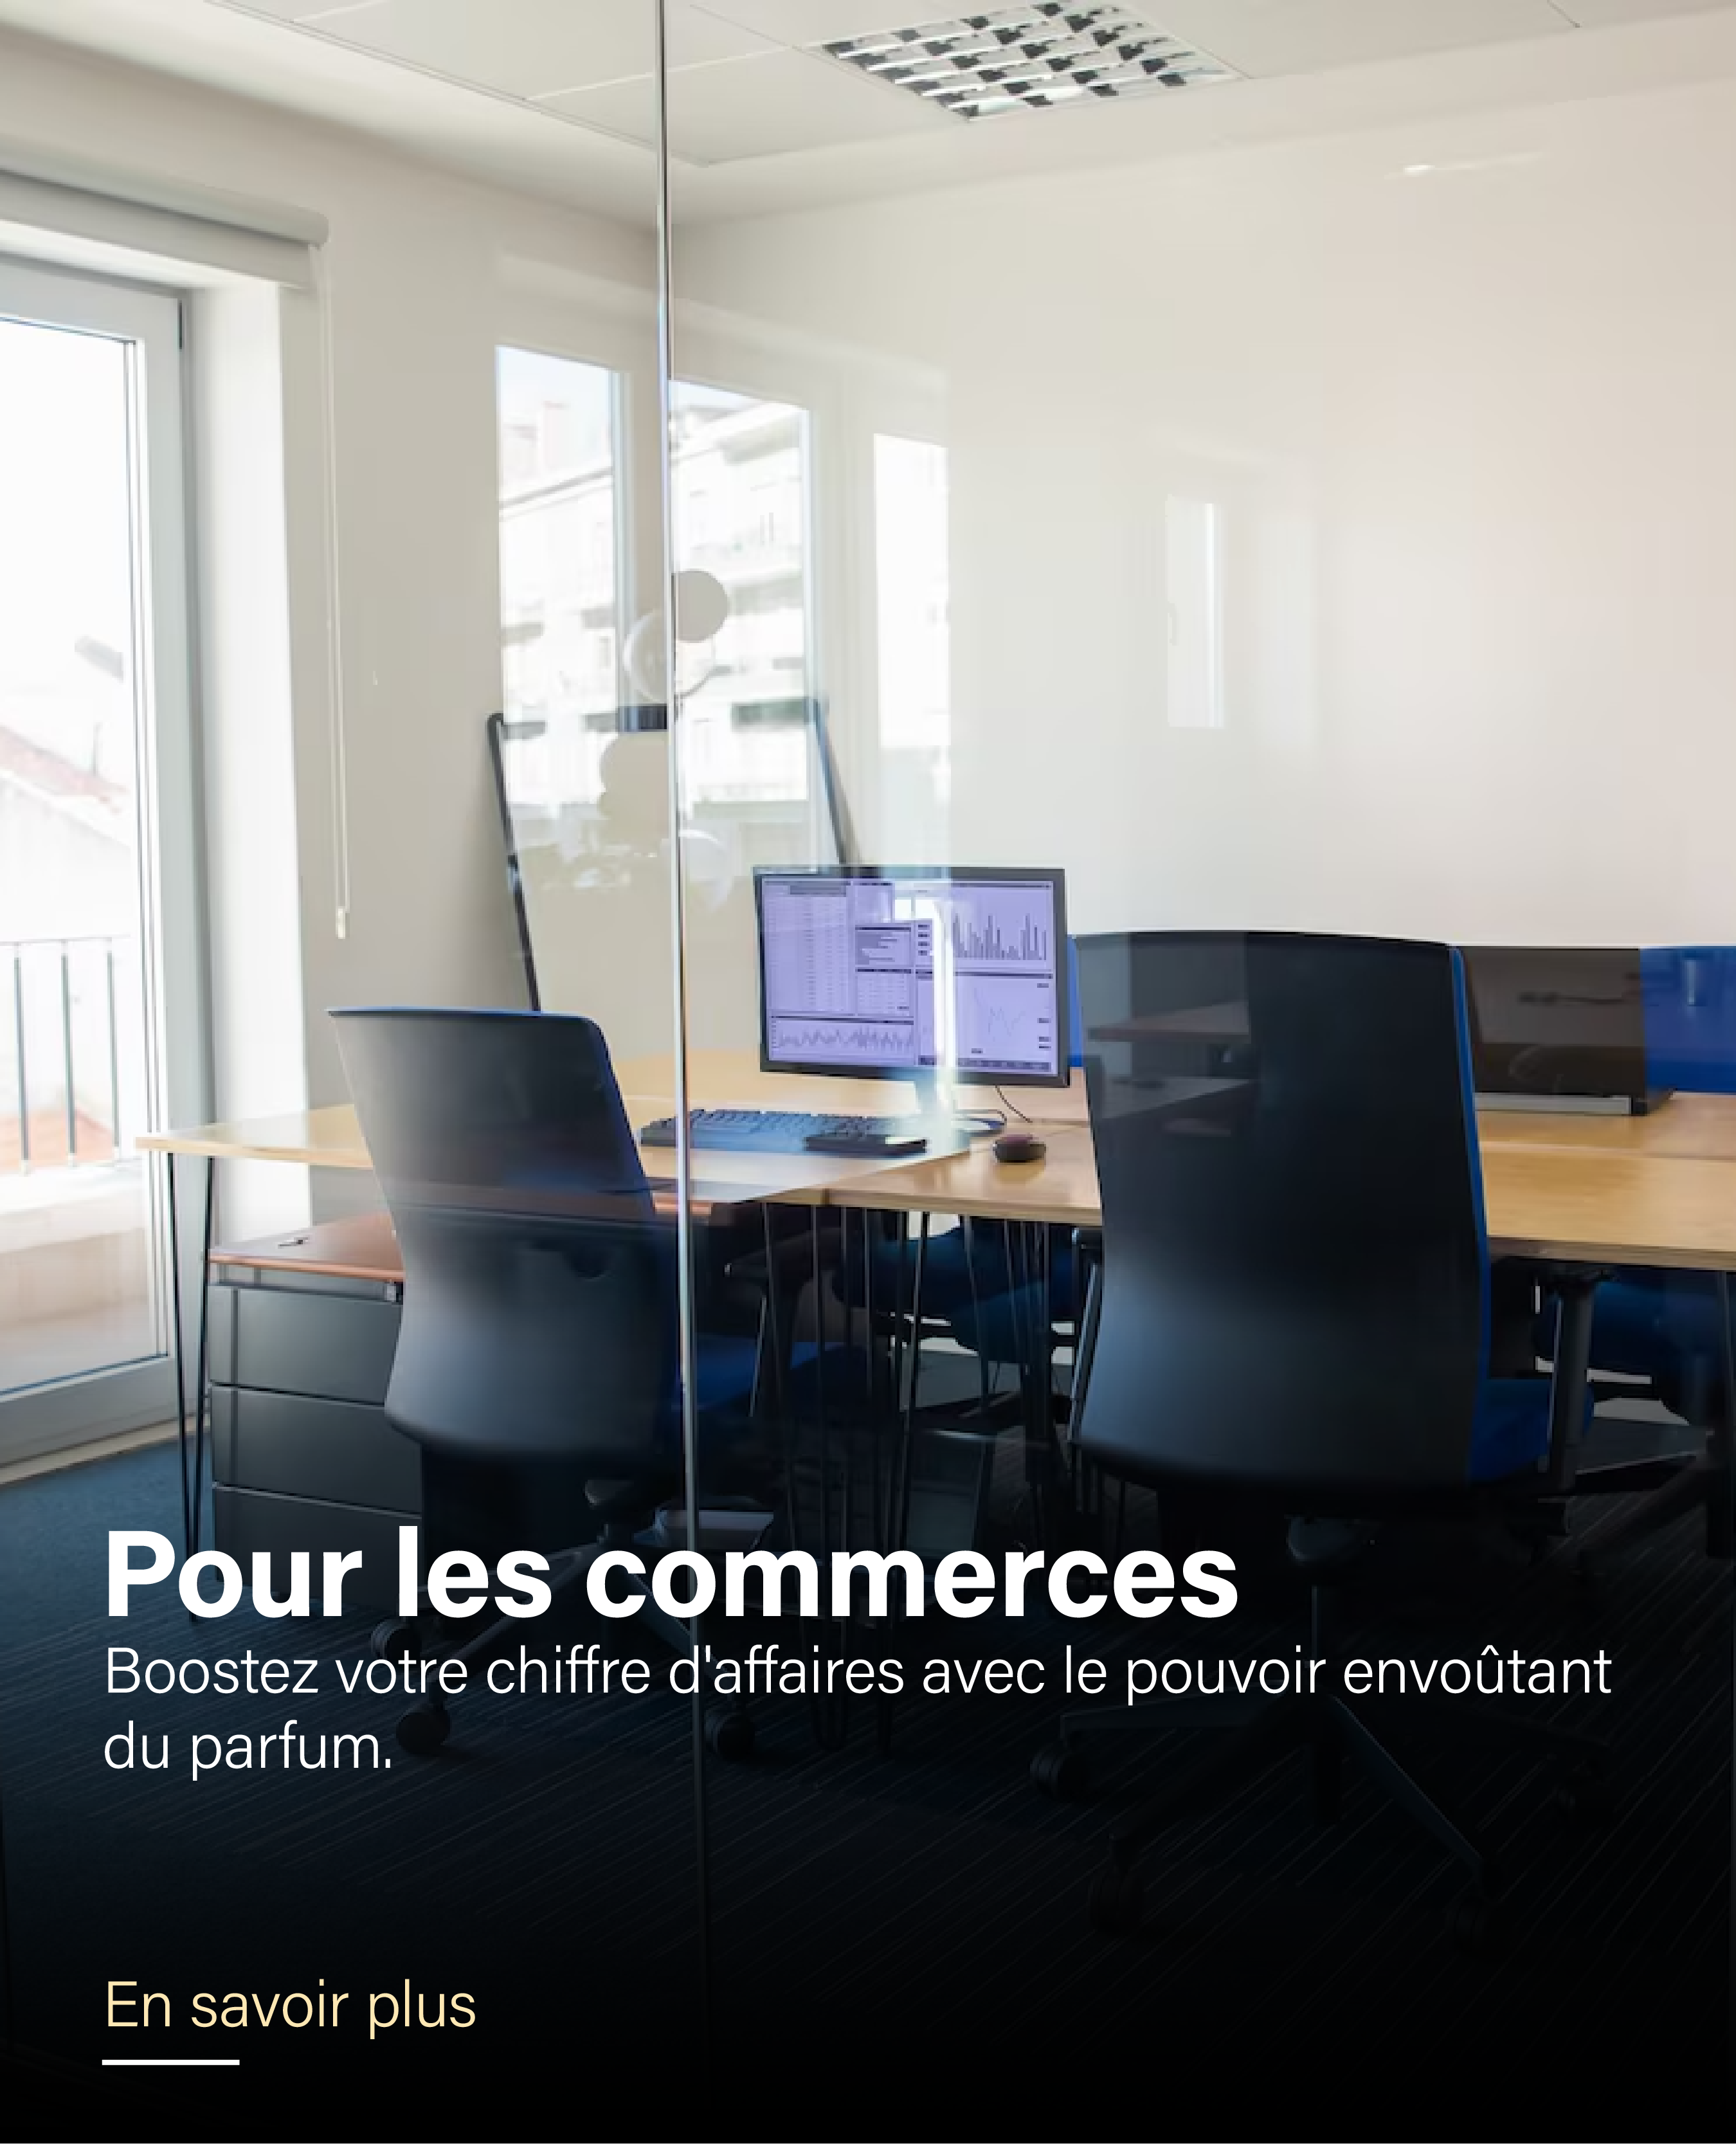 Pour les commerces
Boostez votre chiffre d'affaires avec le pouvoir envoûtant
du parfum.
En savoir plus